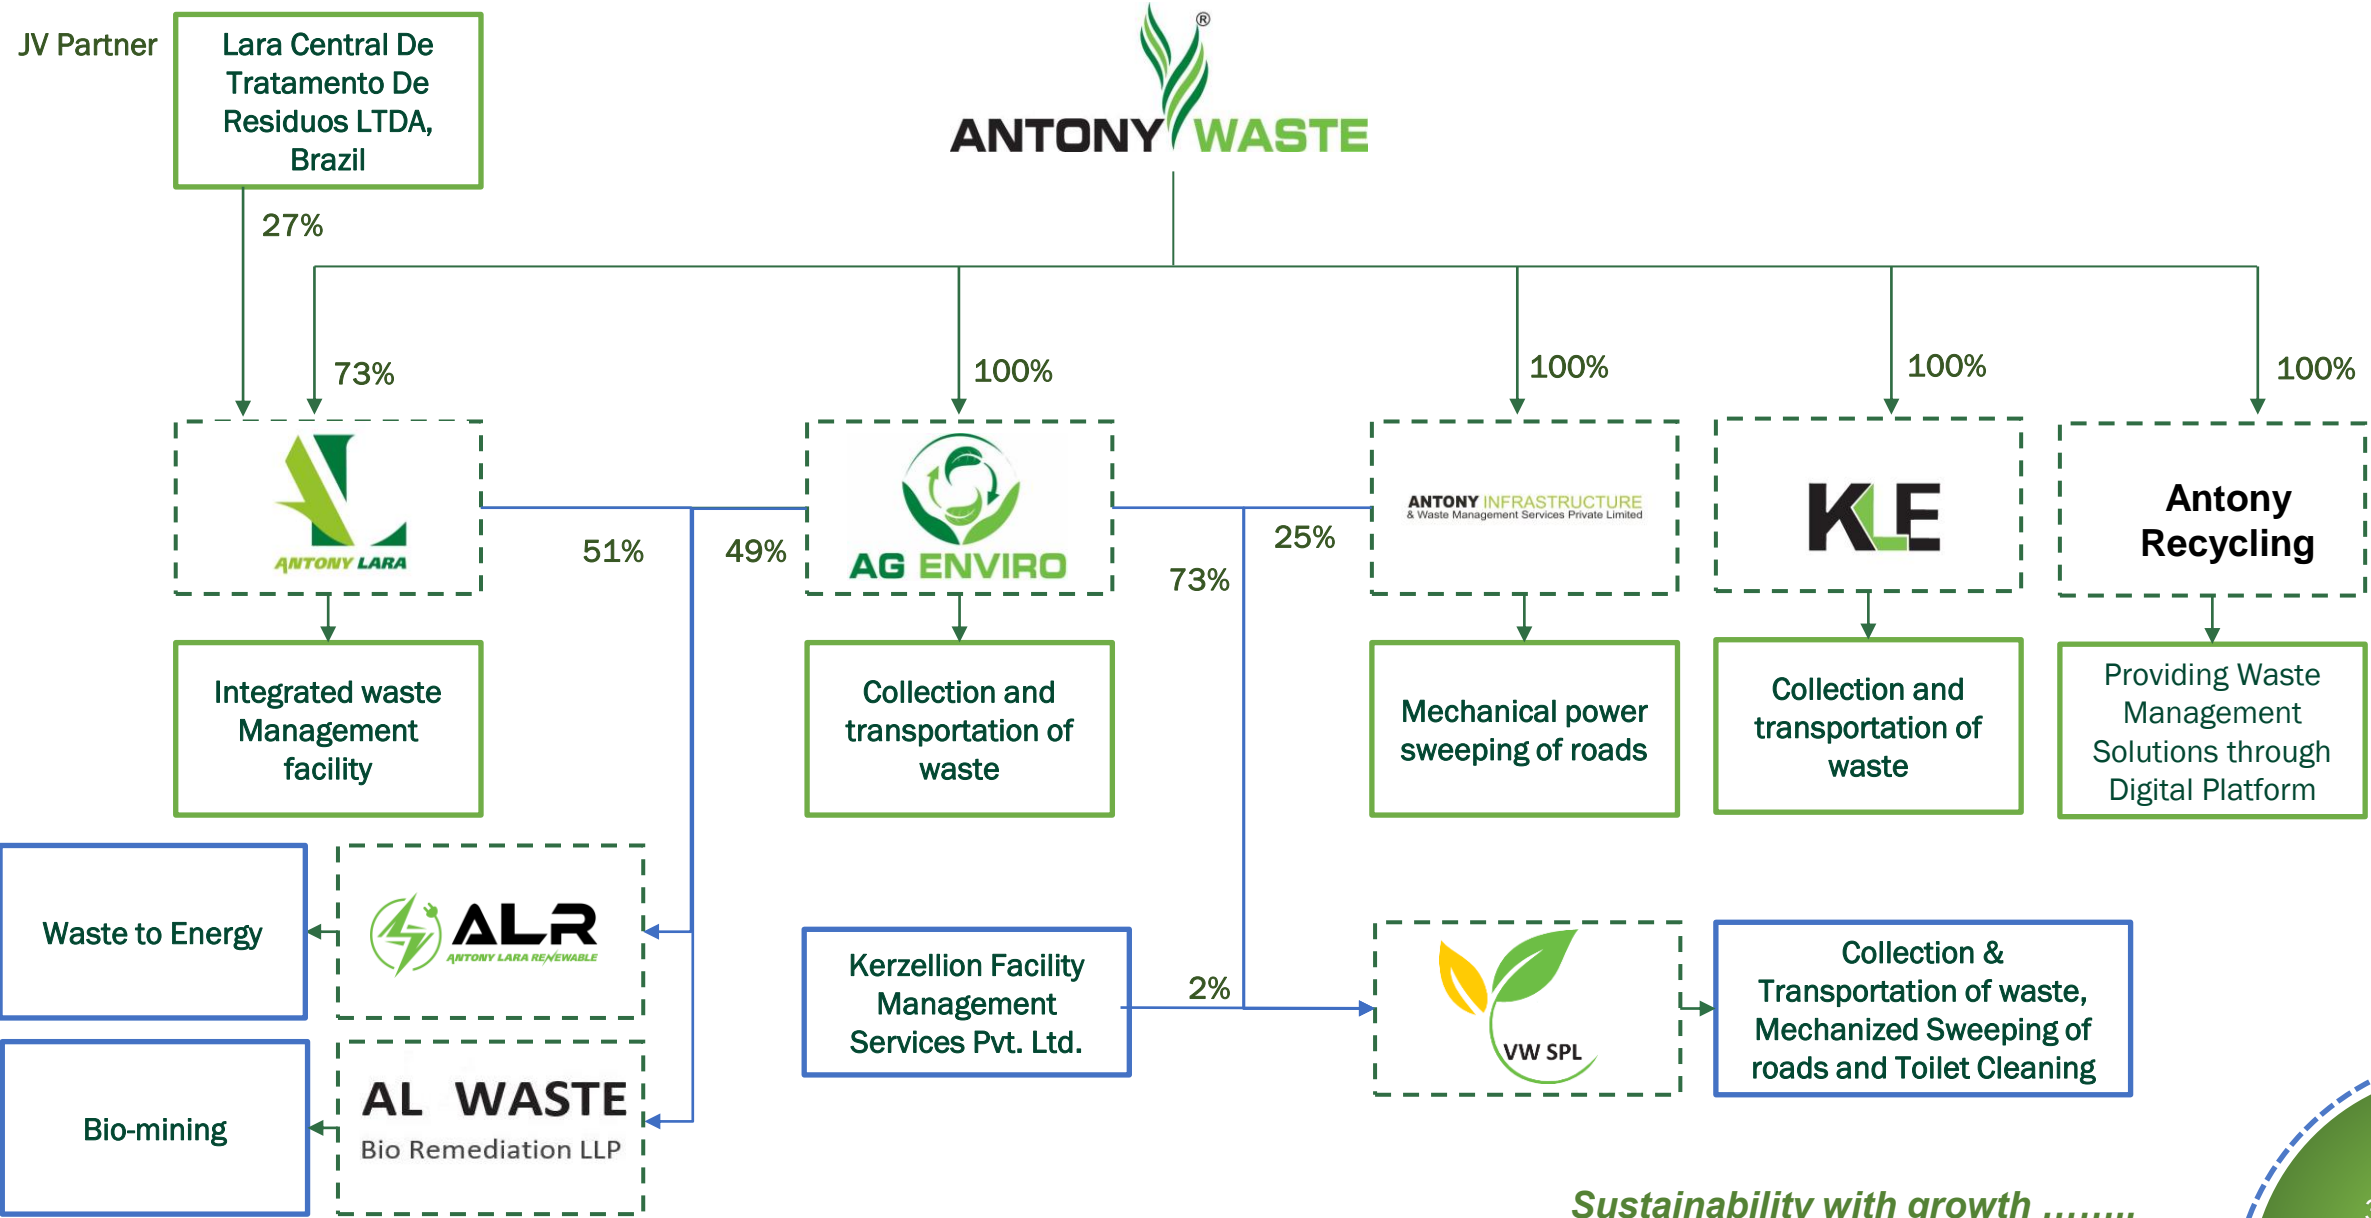 JV Partner
Lara Central De
Tratamento De
Residuos LTDA,
Brazil
®
ANTONY WASTE
27%
73%
100%
100%
100%
100%
ANTONY LARA
AG ENVIRO
ANTONY INFRASTRUCTURE
& Waste Management Services Private Limited
KLE
Antony
Recycling
51%
49%
73%
25%
Integrated waste
Management
facility
Collection and
transportation of
waste
Mechanical power
sweeping of roads
Collection and
transportation of
waste
Providing Waste
Management
Solutions through
Digital Platform
Waste to Energy
ALR
ANTONY LARA RENEWABLE
Kerzellion Facility
Management
Services Pvt. Ltd.
2%
VW SPL
Collection &
Transportation of waste,
Mechanized Sweeping of
roads and Toilet Cleaning
Bio-mining
AL WASTE
Bio Remediation LLP
Sustainability with growth ........